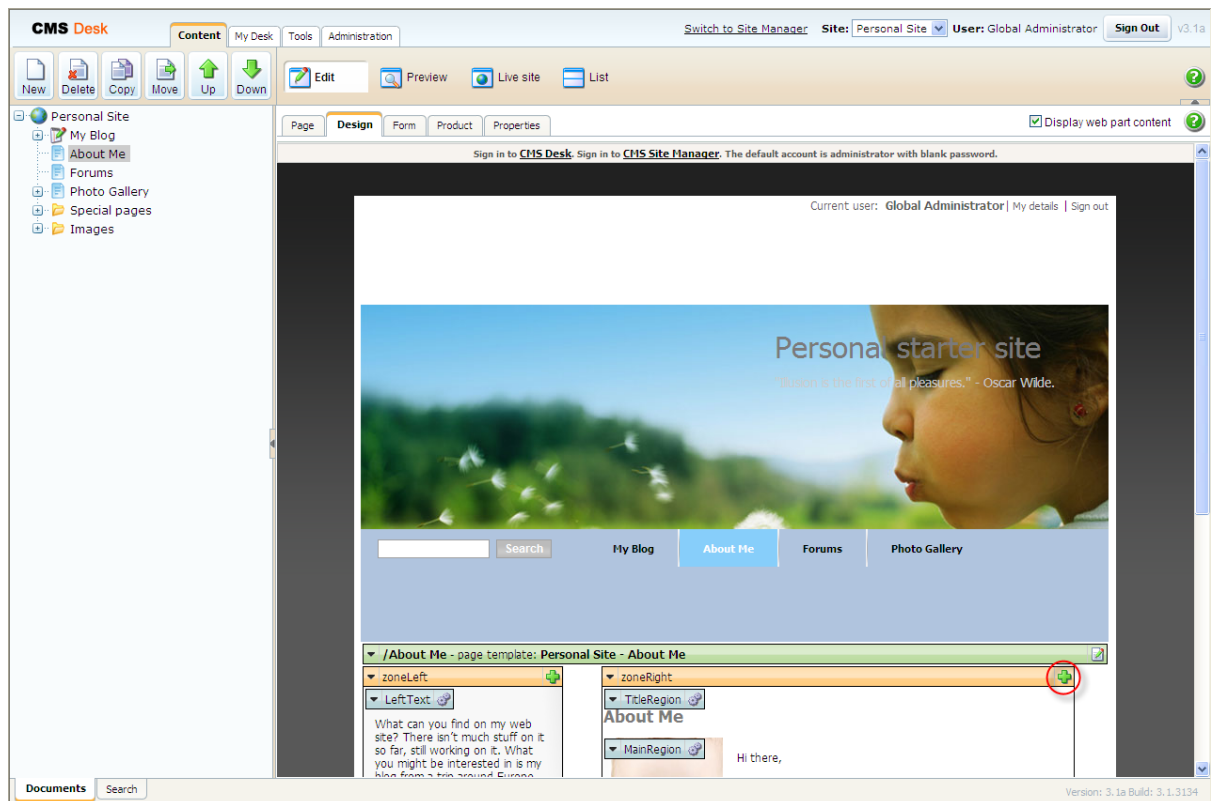 CMS Desk
Content My Desk Tools Administration
Switch to Site Manager Site: Personal Site User: Global Administrator Sign Out v3.1a
New Delete Copy Move Up Down
Edit Preview Live site List
Personal Site
My Blog
About Me
Forums
Photo Gallery
Special pages
Images
Page Design Form Product Properties
Display web part content
Sign in to CMS Desk. Sign in to CMS Site Manager. The default account is administrator with blank password.
Current user: Global Administrator | My details | Sign out
Personal starter site
"Illusion is the first of all pleasures." - Oscar Wilde.
Search
My Blog About Me Forums Photo Gallery
/About Me - page template: Personal Site - About Me
zoneLeft
LeftText
What can you find on my web
site? There isn't much stuff on it
so far, still working on it. What
you might be interested in is my
blog from a trip around Europe
zoneRight
TitleRegion
About Me
MainRegion
Hi there,
Documents Search
Version: 3.1a Build: 3.1.3134